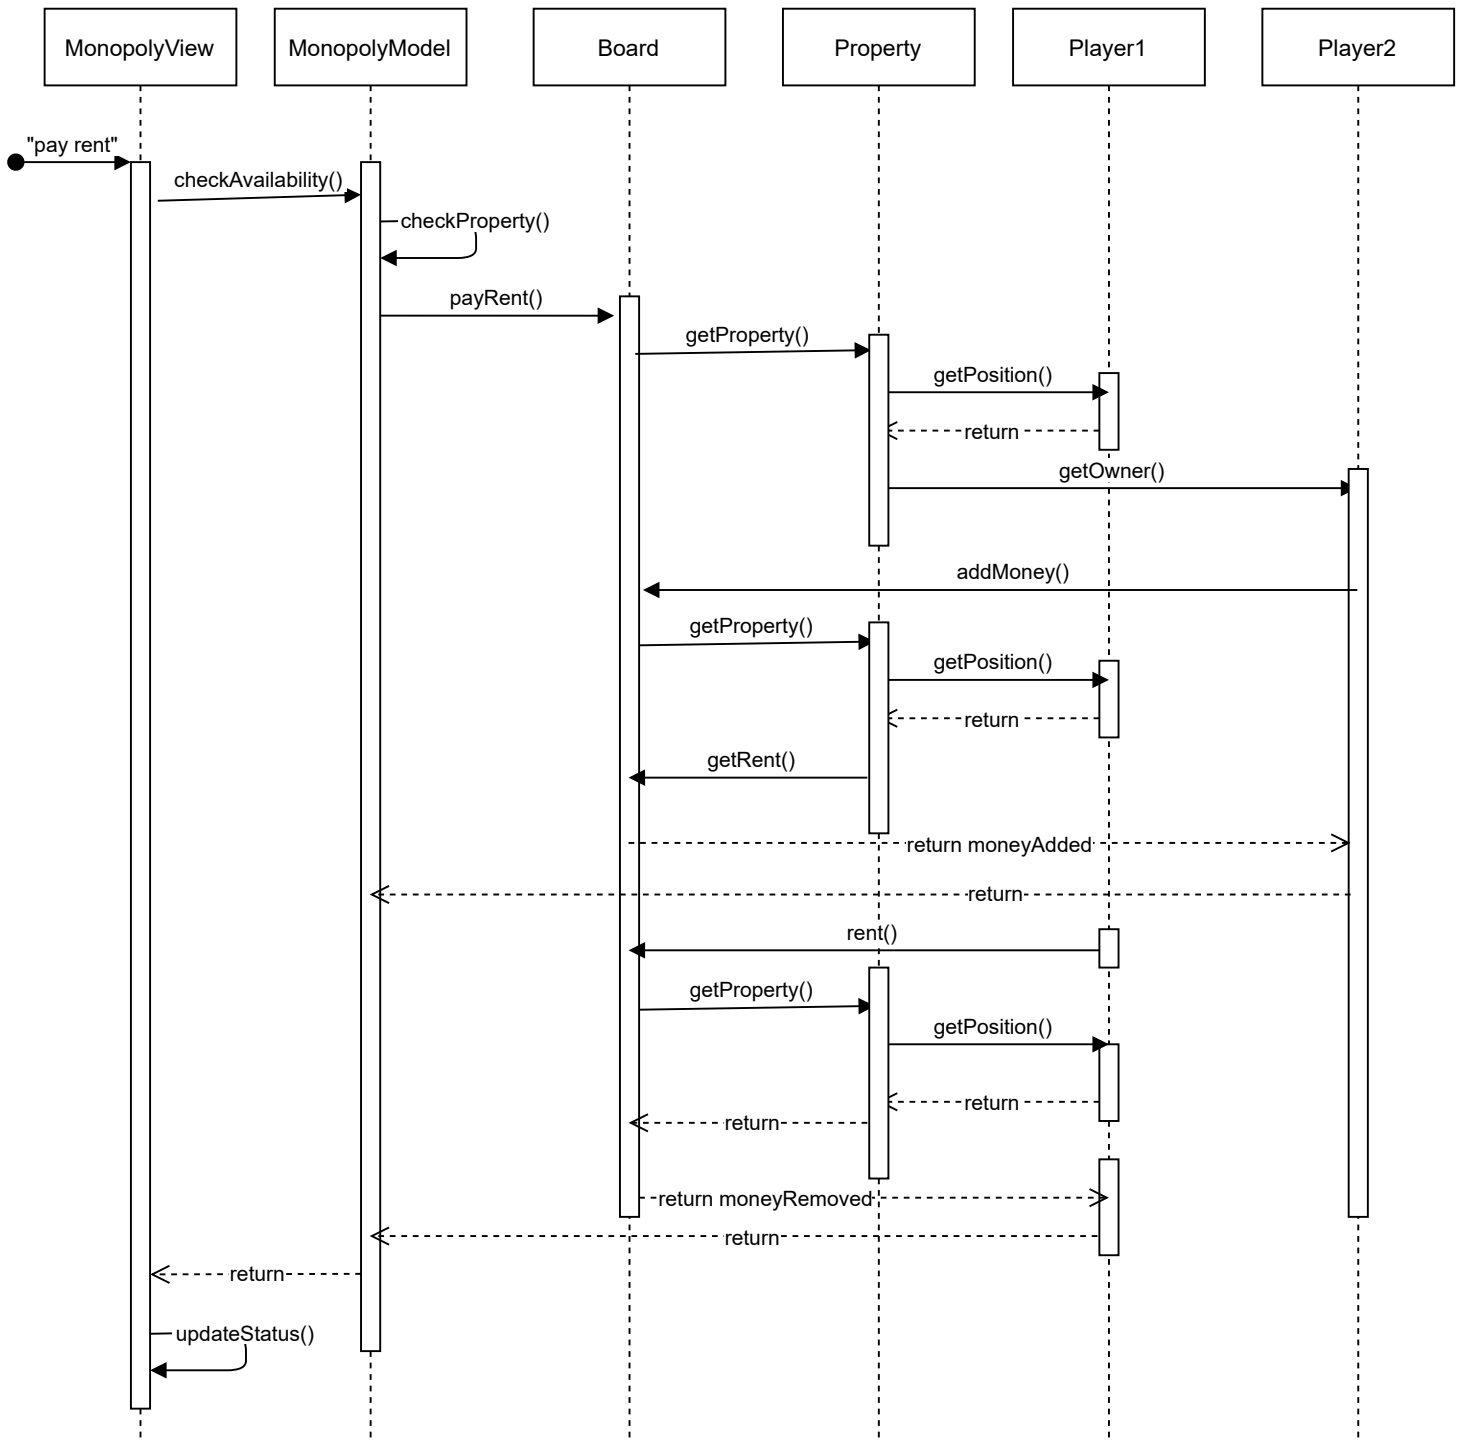 MonopolyView
MonopolyModel
Board
Property
Player1
Player2
"pay rent"
checkAvailability()
checkProperty()
payRent()
getProperty()
getPosition()
return
getOwner()
addMoney()
getProperty()
getPosition()
return
getRent()
return moneyAdded
return
rent()
getProperty()
getPosition()
return
return
return moneyRemoved
return
return
updateStatus()